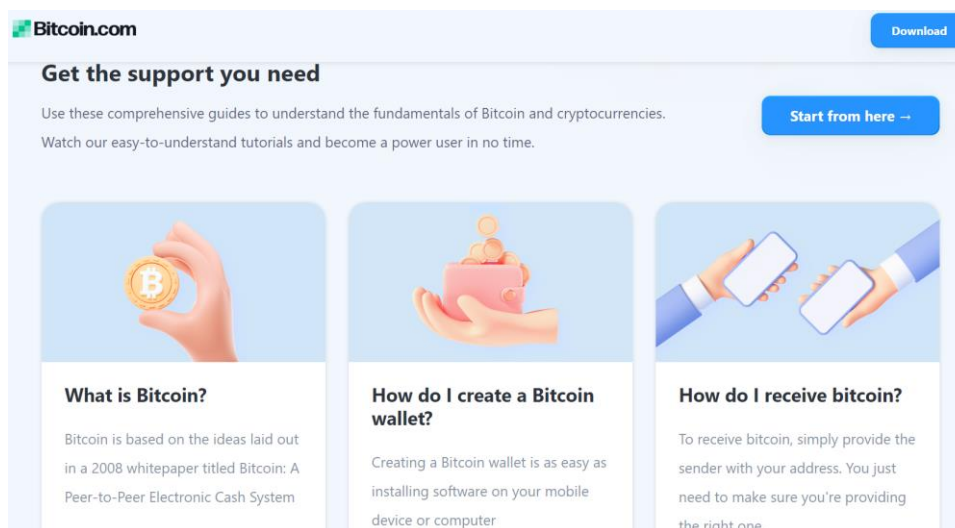 Bitcoin.com
Download
Get the support you need
Use these comprehensive guides to understand the fundamentals of Bitcoin and cryptocurrencies.
Watch our easy-to-understand tutorials and become a power user in no time.
Start from here →
What is Bitcoin?
Bitcoin is based on the ideas laid out
in a 2008 whitepaper titled Bitcoin: A
Peer-to-Peer Electronic Cash System
How do I create a Bitcoin
wallet?
Creating a Bitcoin wallet is as easy as
installing software on your mobile
device or computer
How do I receive bitcoin?
To receive bitcoin, simply provide the
sender with your address. You just
need to make sure you're providing
the right one